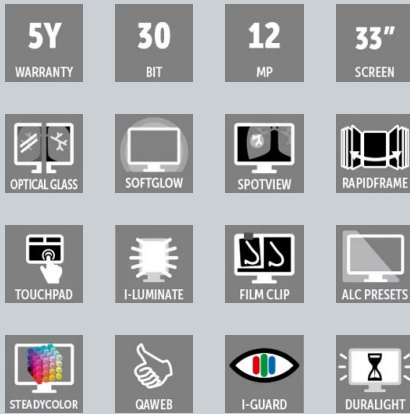 5Y 30 12 33"
WARRANTY BIT MP SCREEN
OPTICAL GLASS SOFTGLOW SPOTVIEW RAPIDFRAME
TOUCHPAD I-LUMINATE FILM CLIP ALC PRESETS
STEADYCOLOR QAWEB I-GUARD DURALIGHT